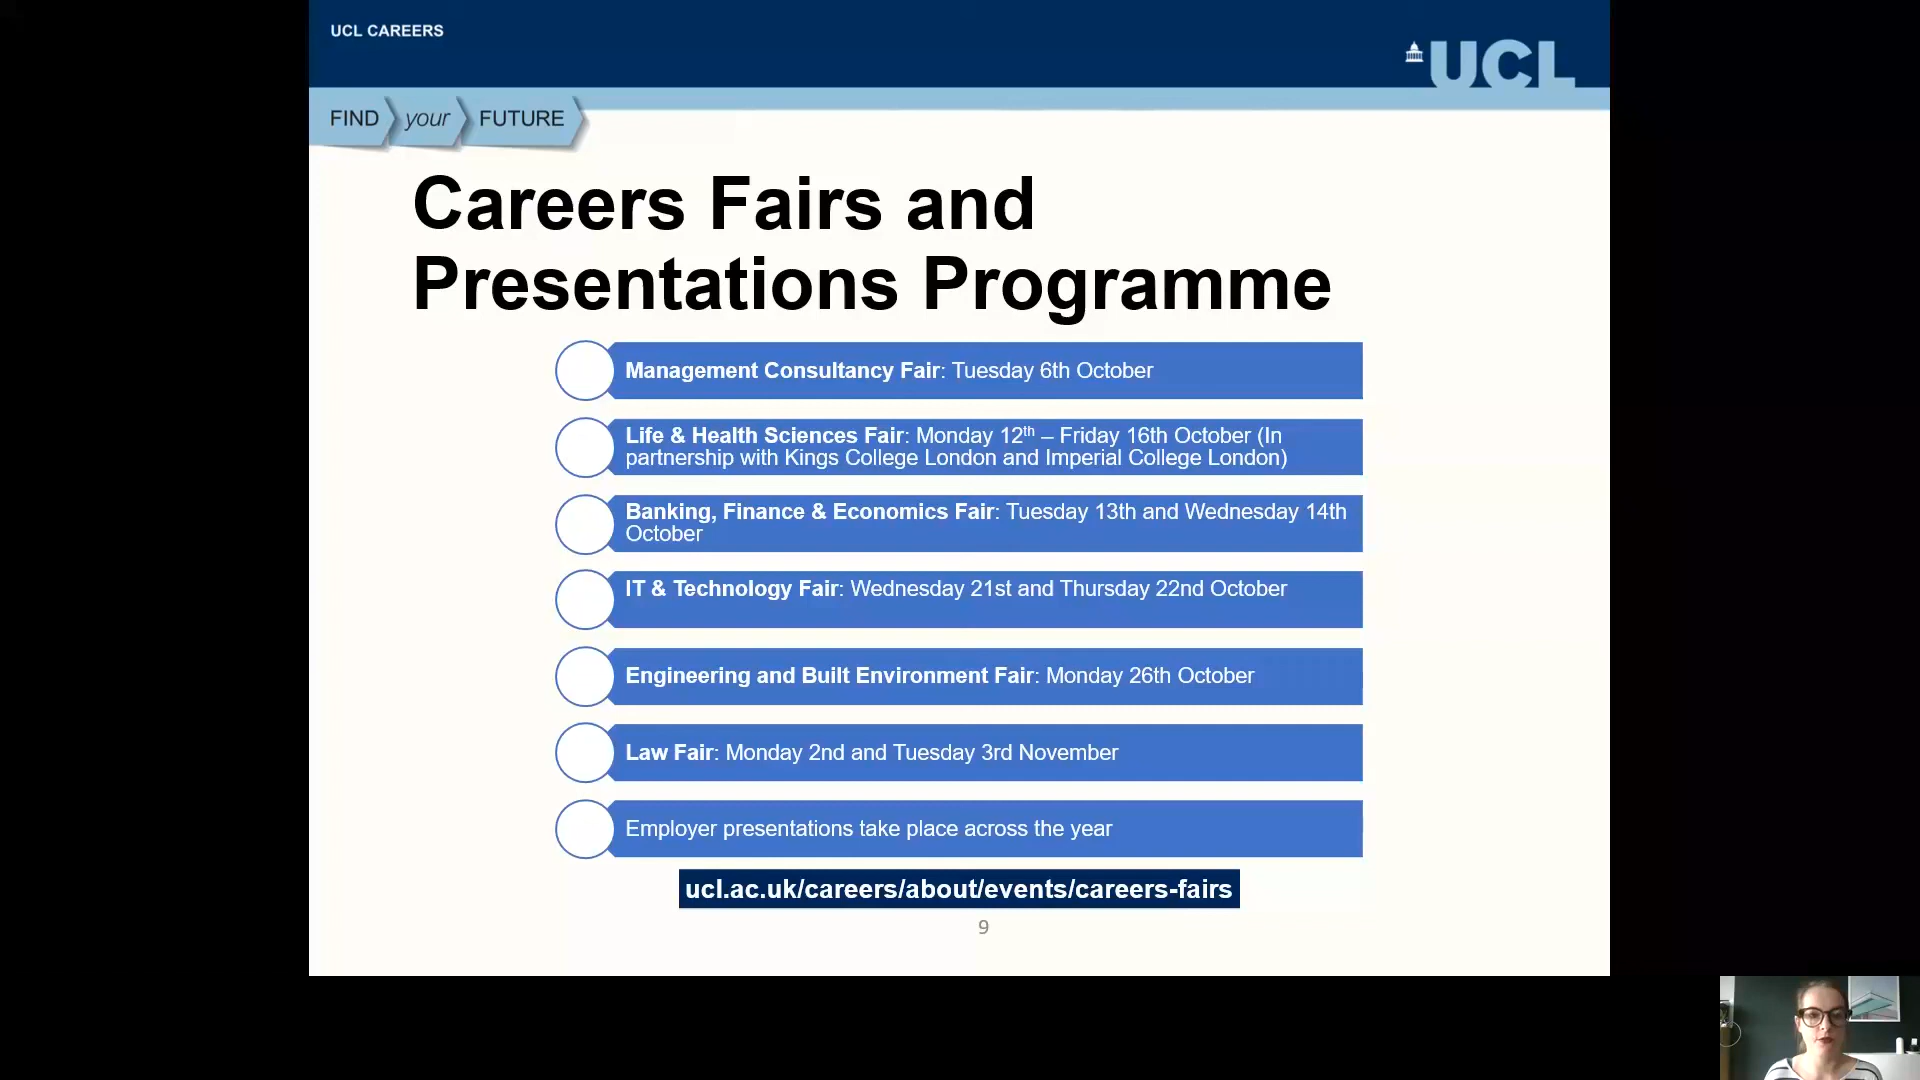 UCL CAREERS
UCL
FIND your FUTURE
Careers Fairs and
Presentations Programme
Management Consultancy Fair: Tuesday 6th October
Life & Health Sciences Fair: Monday 12th – Friday 16th October (In
partnership with Kings College London and Imperial College London)
Banking, Finance & Economics Fair: Tuesday 13th and Wednesday 14th
October
IT & Technology Fair: Wednesday 21st and Thursday 22nd October
Engineering and Built Environment Fair: Monday 26th October
Law Fair: Monday 2nd and Tuesday 3rd November
Employer presentations take place across the year
ucl.ac.uk/careers/about/events/careers-fairs
9